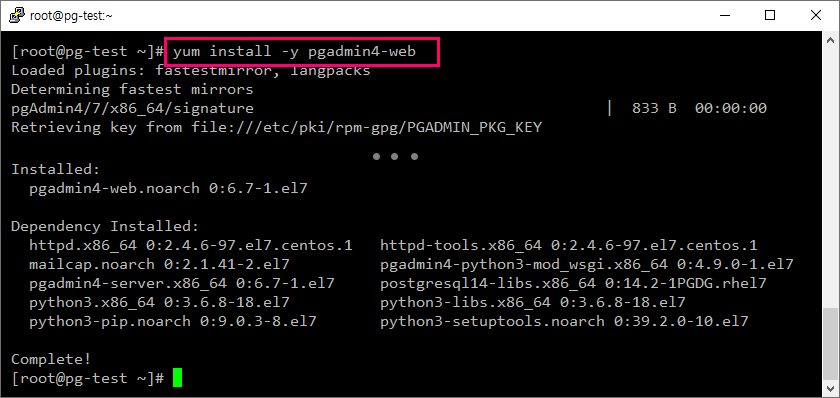 root@pg-test:~
[root@pg-test ~]# yum install -y pgadmin4-web
Loaded plugins: fastestmirror, langpacks
Determining fastest mirrors
pgAdmin4/7/x86_64/signature | 833 B 00:00:00
Retrieving key from file:///etc/pki/rpm-gpg/PGADMIN_PKG_KEY
Installed:
pgadmin4-web.noarch 0:6.7-1.el7
Dependency Installed:
httpd.x86_64 0:2.4.6-97.el7.centos.1 httpd-tools.x86_64 0:2.4.6-97.el7.centos.1
mailcap.noarch 0:2.1.41-2.el7 pgadmin4-python3-mod_wsgi.x86_64 0:4.9.0-1.el7
pgadmin4-server.x86_64 0:6.7-1.el7 postgresql14-libs.x86_64 0:14.2-1PGDG.rhel7
python3.x86_64 0:3.6.8-18.el7 python3-libs.x86_64 0:3.6.8-18.el7
python3-pip.noarch 0:9.0.3-8.el7 python3-setuptools.noarch 0:39.2.0-10.el7
Complete!
[root@pg-test ~]#